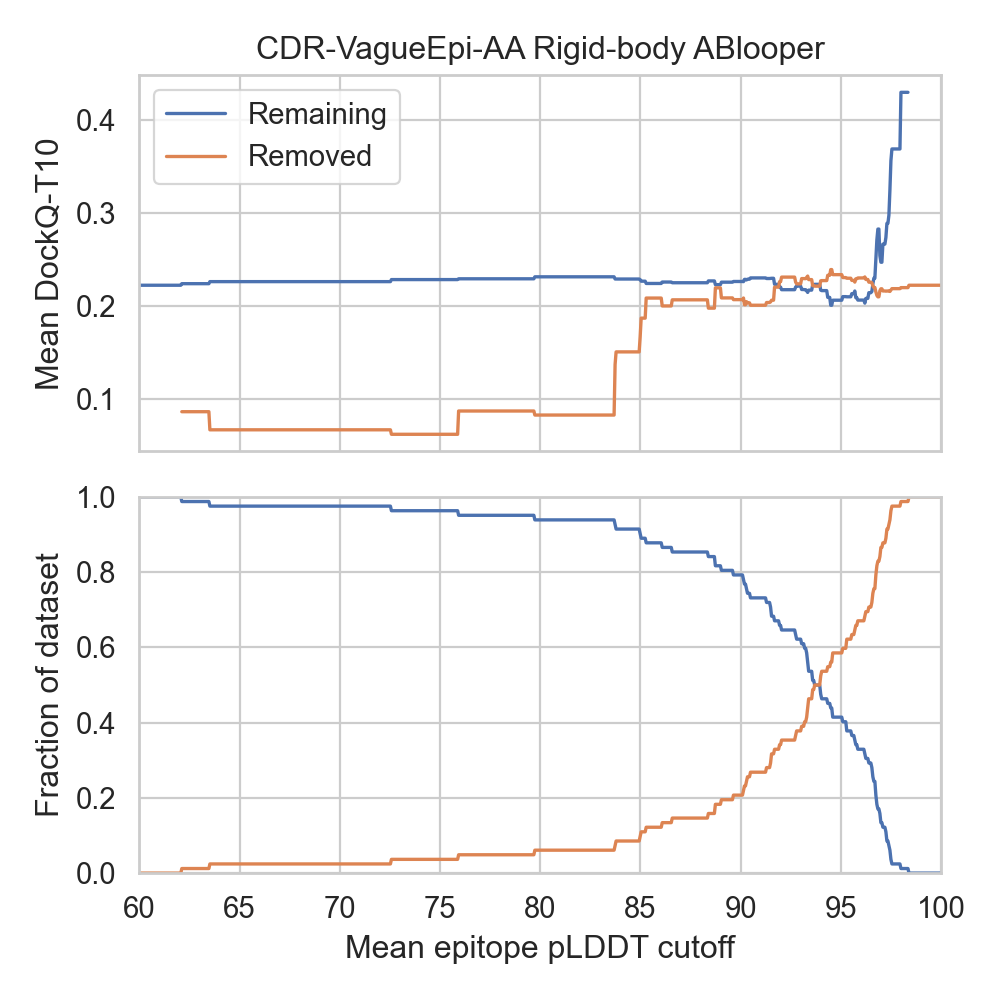 CDR-VagueEpi-AA Rigid-body ABlooper
Remaining
Removed
0.4
0.3
0.2
0.1
Mean DockQ-T10
1.0
0.8
0.6
0.4
0.2
0.0
Fraction of dataset
60 65 70 75 80 85 90 95 100
Mean epitope pLDDT cutoff